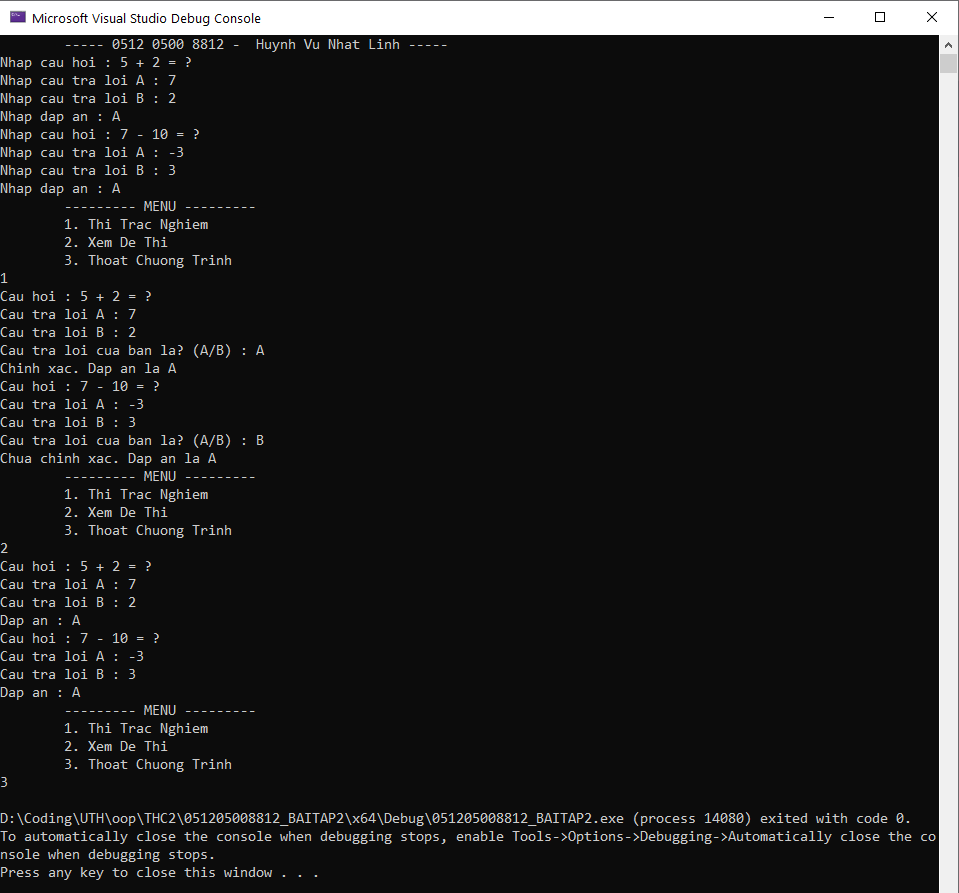 Microsoft Visual Studio Debug Console
----- 0512 0500 8812 -  Huynh Vu Nhat Linh -----
Nhap cau hoi : 5 + 2 = ?
Nhap cau tra loi A : 7
Nhap cau tra loi B : 2
Nhap dap an : A
Nhap cau hoi : 7 - 10 = ?
Nhap cau tra loi A : -3
Nhap cau tra loi B : 3
Nhap dap an : A
--------- MENU ---------
1. Thi Trac Nghiem
2. Xem De Thi
3. Thoat Chuong Trinh
1
Cau hoi : 5 + 2 = ?
Cau tra loi A : 7
Cau tra loi B : 2
Cau tra loi cua ban la? (A/B) : A
Chinh xac. Dap an la A
Cau hoi : 7 - 10 = ?
Cau tra loi A : -3
Cau tra loi B : 3
Cau tra loi cua ban la? (A/B) : B
Chua chinh xac. Dap an la A
--------- MENU ---------
1. Thi Trac Nghiem
2. Xem De Thi
3. Thoat Chuong Trinh
2
Cau hoi : 5 + 2 = ?
Cau tra loi A : 7
Cau tra loi B : 2
Dap an : A
Cau hoi : 7 - 10 = ?
Cau tra loi A : -3
Cau tra loi B : 3
Dap an : A
--------- MENU ---------
1. Thi Trac Nghiem
2. Xem De Thi
3. Thoat Chuong Trinh
3
D:\Coding\UTH\oop\THC2\051205008812_BAITAP2\x64\Debug\051205008812_BAITAP2.exe (process 14080) exited with code 0.
To automatically close the console when debugging stops, enable Tools->Options->Debugging->Automatically close the co
nsole when debugging stops.
Press any key to close this window . . .